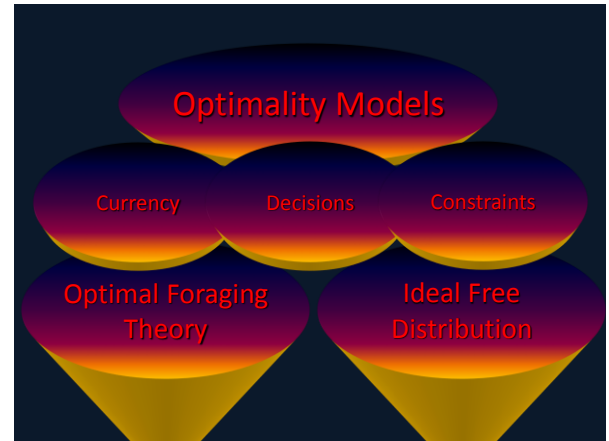 Optimality Models
Currency
Decisions
Constraints
Optimal Foraging
Theory
Ideal Free
Distribution